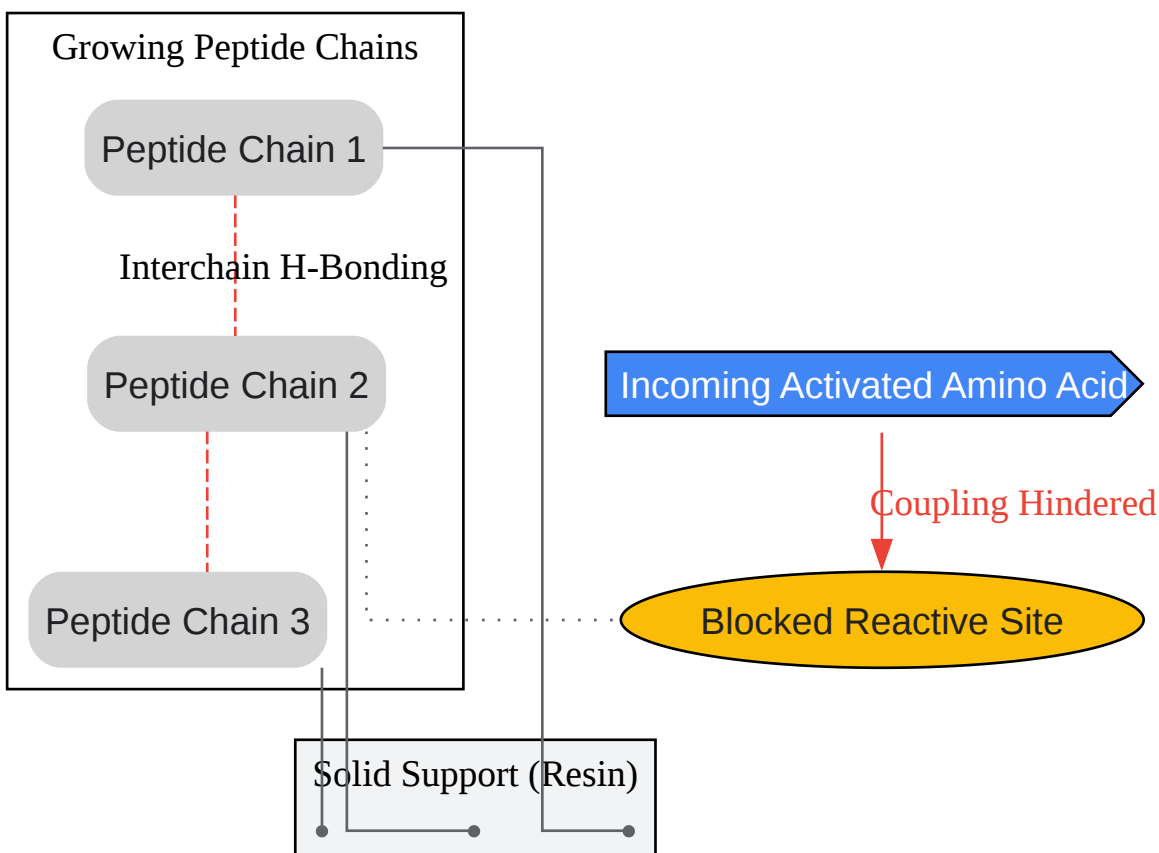 Growing Peptide Chains
Peptide Chain 1
Interchain H-Bonding
Peptide Chain 2
Incoming Activated Amino Acid
Coupling Hindered
Peptide Chain 3
Blocked Reactive Site
Solid Support (Resin)